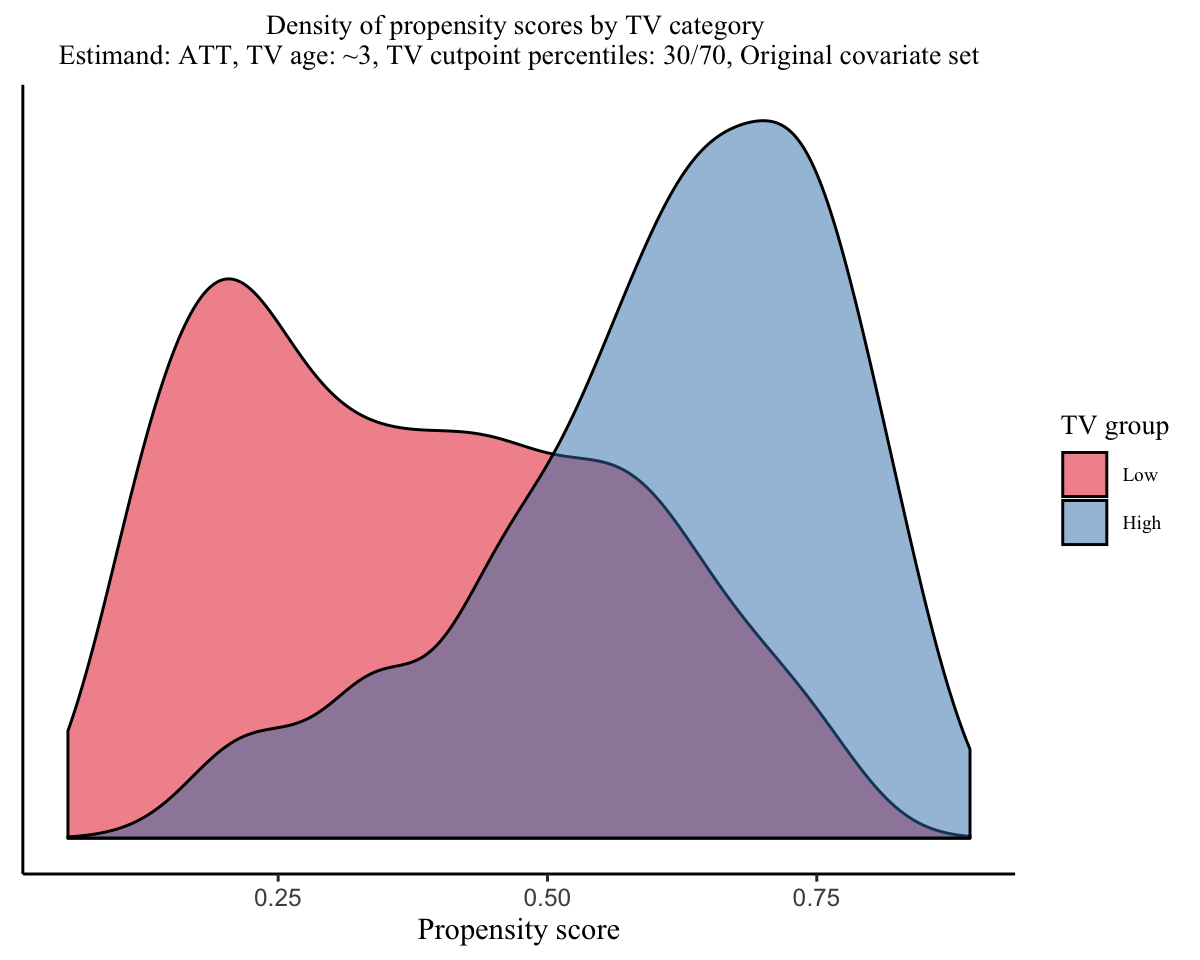 Density of propensity scores by TV category
Estimand: ATT, TV age: ~3, TV cutpoint percentiles: 30/70, Original covariate set
TV group
Low
High
0.25
0.50
0.75
Propensity score